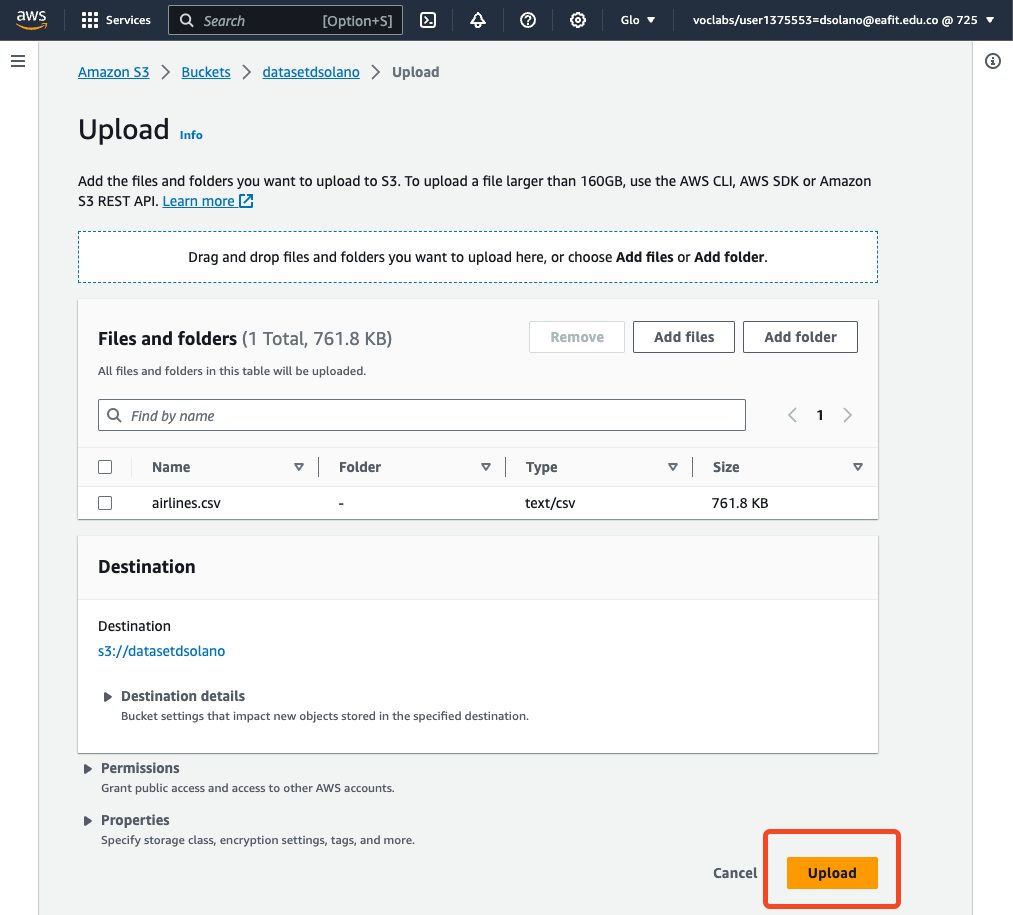 aws Services Search [Option+S] Glo voclabs/user1375553=dsolano@eafit.edu.co @ 725
Amazon S3 > Buckets > datasetdsolano > Upload
Upload Info
Add the files and folders you want to upload to S3. To upload a file larger than 160GB, use the AWS CLI, AWS SDK or Amazon
S3 REST API. Learn more
Drag and drop files and folders you want to upload here, or choose Add files or Add folder.
Files and folders (1 Total, 761.8 KB) Remove Add files Add folder
All files and folders in this table will be uploaded.
Find by name 1
Name Folder Type Size
airlines.csv - text/csv 761.8 KB
Destination
Destination
s3://datasetdsolano
Destination details
Bucket settings that impact new objects stored in the specified destination.
Permissions
Grant public access and access to other AWS accounts.
Properties
Specify storage class, encryption settings, tags, and more.
Cancel Upload